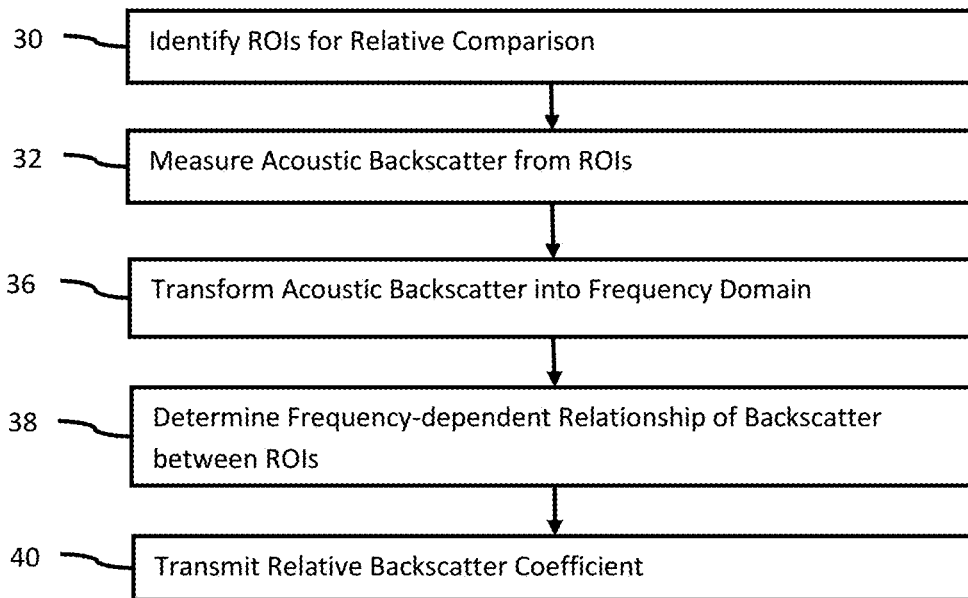 30 Identify ROIs for Relative Comparison
32 Measure Acoustic Backscatter from ROIs
36 Transform Acoustic Backscatter into Frequency Domain
38 Determine Frequency-dependent Relationship of Backscatter
between ROIs
40 Transmit Relative Backscatter Coefficient